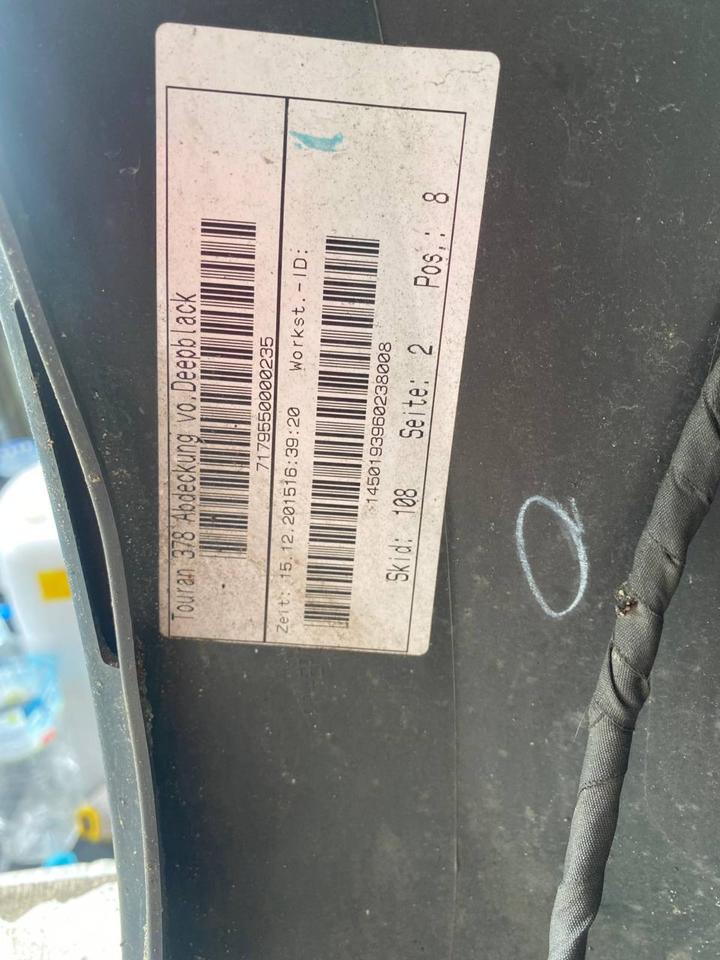 Touran 378 Abdeckung vo.Deepblack
7179550000235
Zeit: 15.12.201516:39:20 Workst.-ID:
1450193960238008
Skid: 108 Seite: 2 Pos.: 8